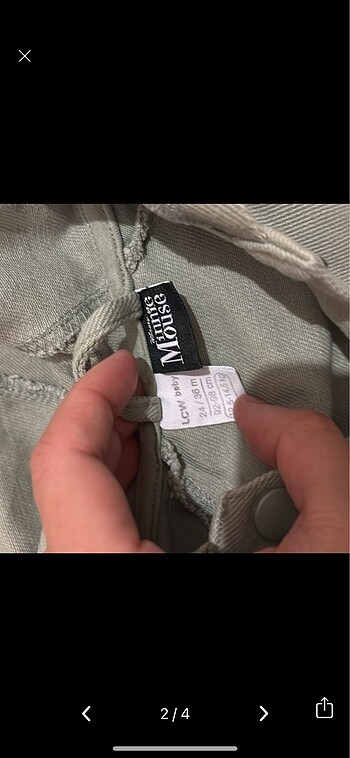 Minnie
Mouse
LCW baby
24 / 36 m
92-98 cm
2 / 4